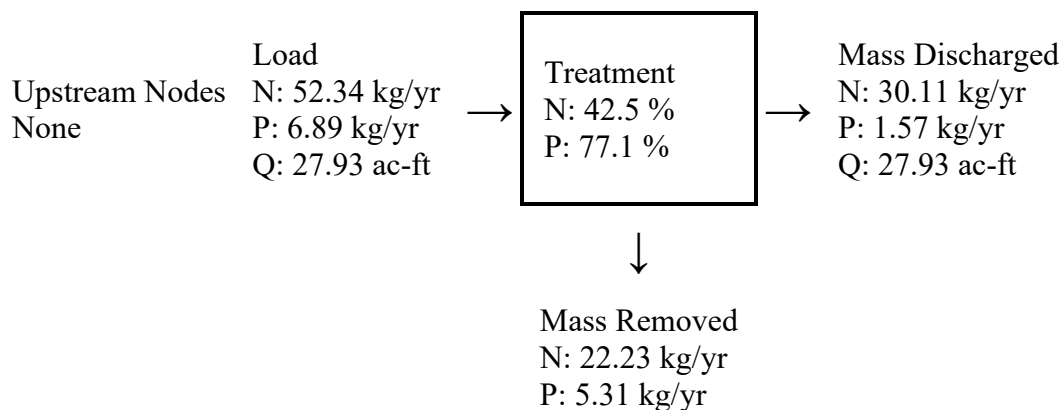 Upstream Nodes
None
Load
N: 52.34 kg/yr
P: 6.89 kg/yr
Q: 27.93 ac-ft
→
Treatment
N: 42.5 %
P: 77.1 %
→
Mass Discharged
N: 30.11 kg/yr
P: 1.57 kg/yr
Q: 27.93 ac-ft
↓
Mass Removed
N: 22.23 kg/yr
P: 5.31 kg/yr